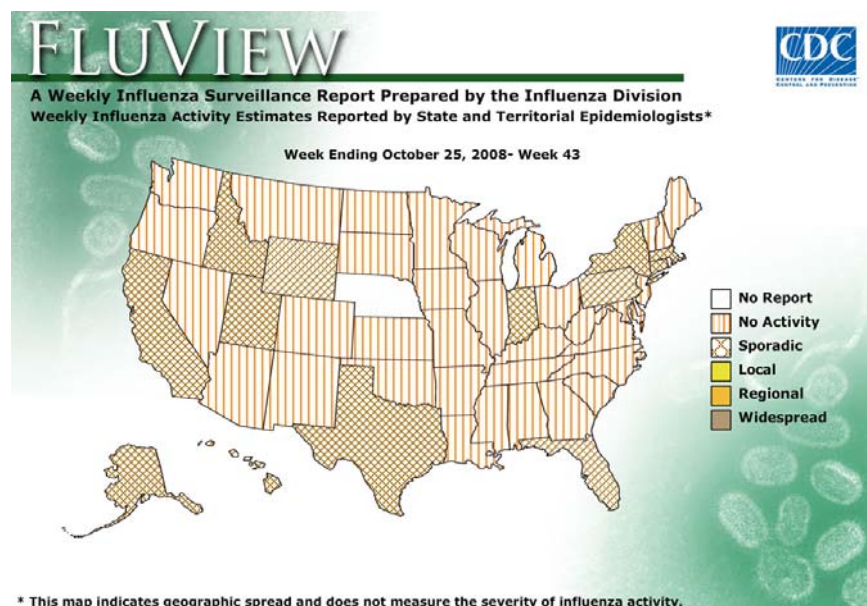 FLUVIEW
CDC
CENTERS FOR DISEASE
CONTROL AND PREVENTION
A Weekly Influenza Surveillance Report Prepared by the Influenza Division
Weekly Influenza Activity Estimates Reported by State and Territorial Epidemiologists*
Week Ending October 25, 2008- Week 43
No Report
No Activity
Sporadic
Local
Regional
Widespread
* This map indicates geographic spread and does not measure the severity of influenza activity.